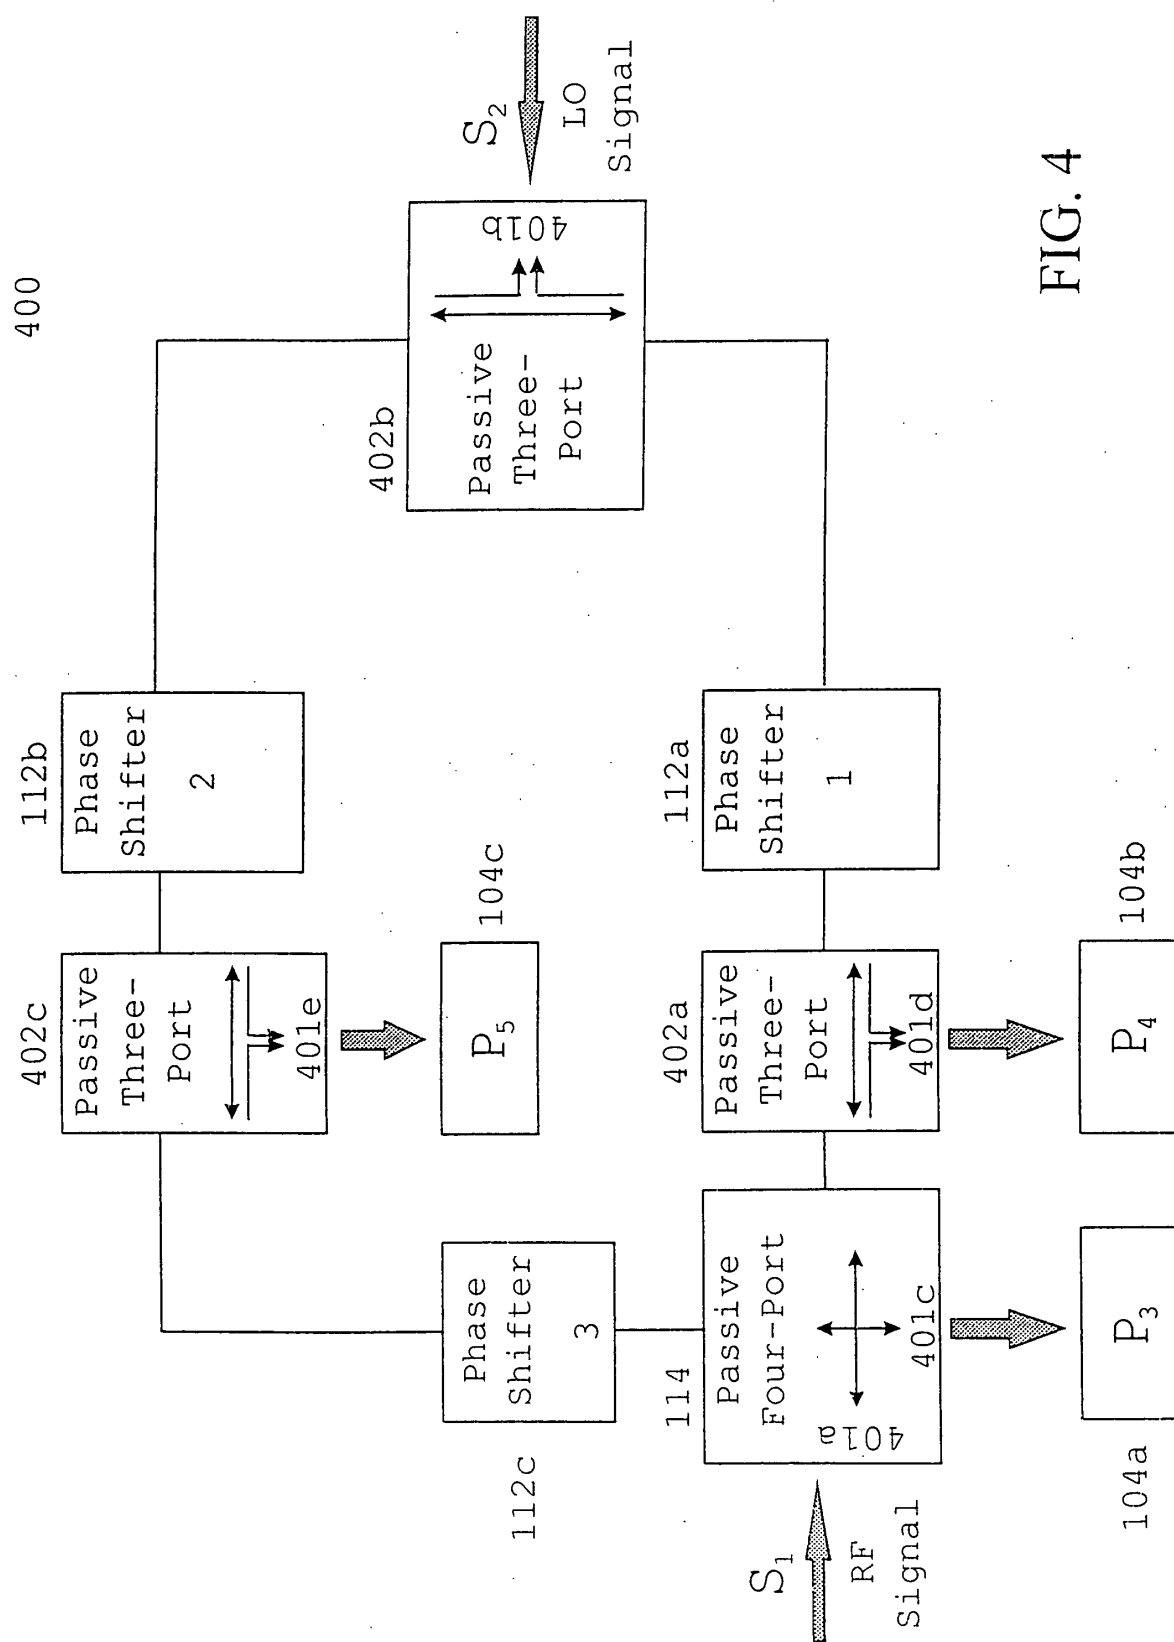 400
402c
Passive
Three-
Port
401e
112b
Phase
Shifter
2
S2
LO
Signal
402b
Passive
Three-
Port
401b
104c
P5
112c
Phase
Shifter
3
402a
Passive
Three-
Port
401d
112a
Phase
Shifter
1
114
Passive
Four-Port
401a
401c
S1
RF
Signal
104a
P3
104b
P4
FIG. 4